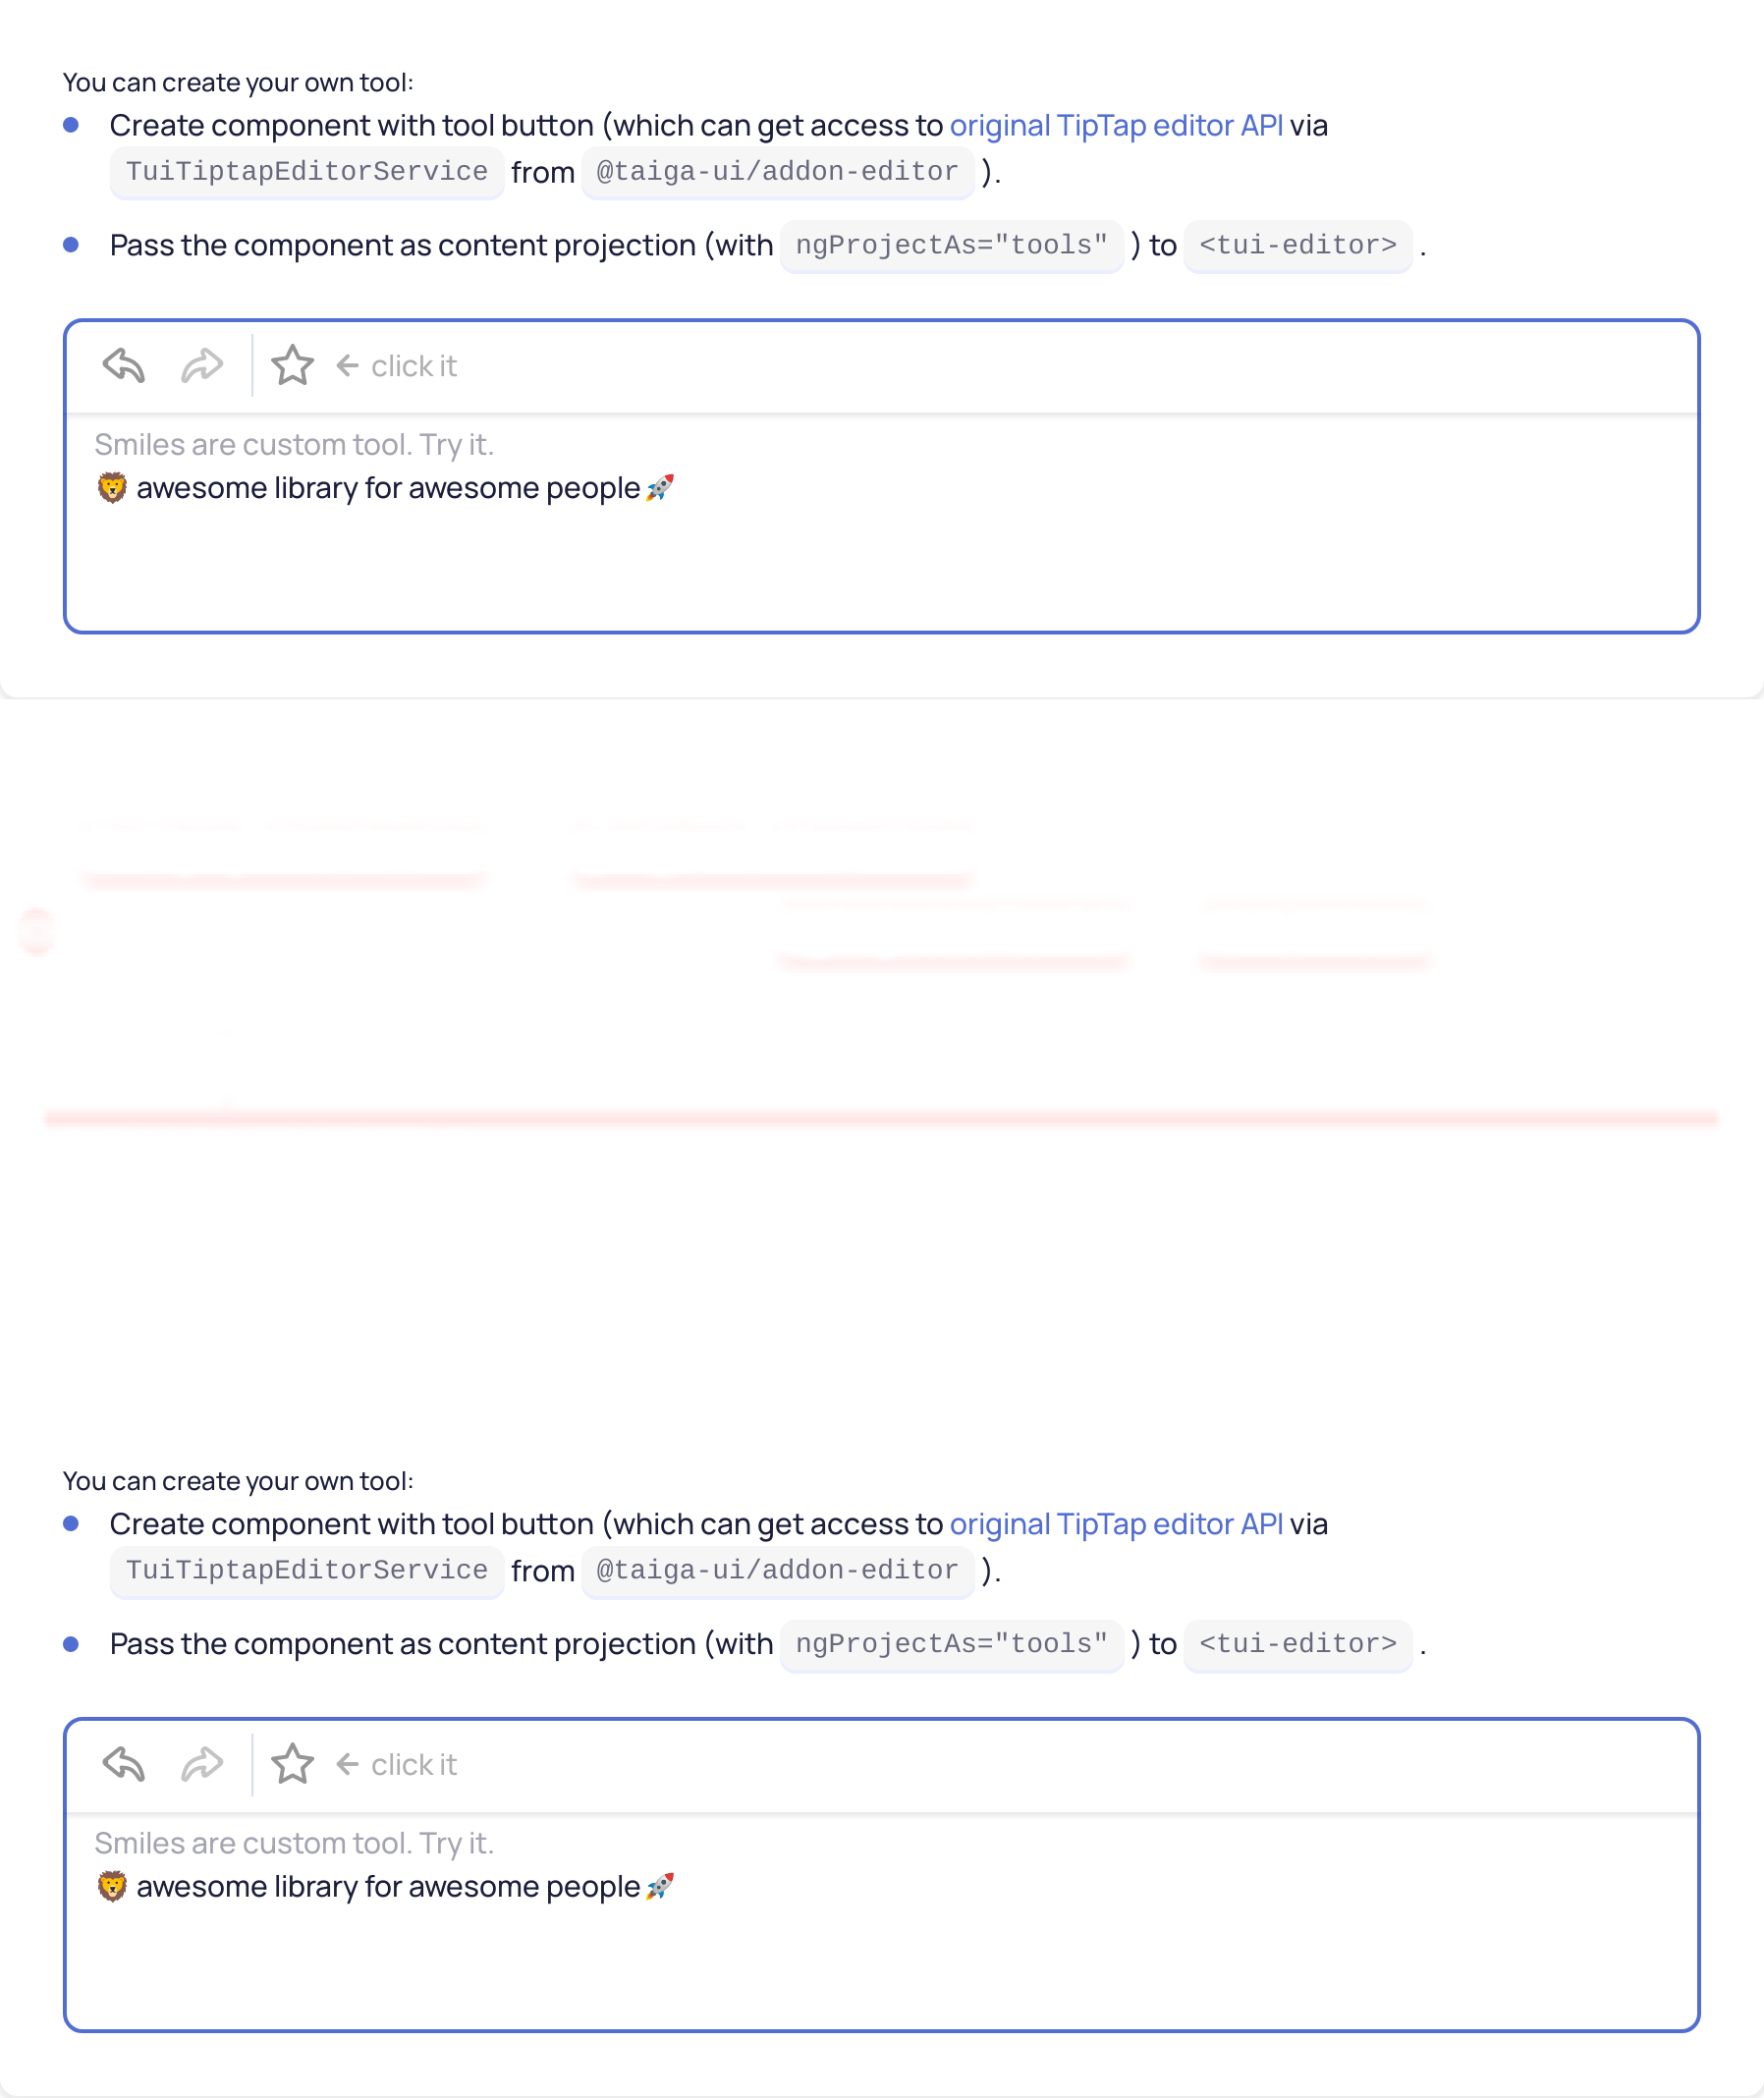 You can create your own tool:
Create component with tool button (which can get access to original TipTap editor API via
TuiTiptapEditorService from @taiga-ui/addon-editor ).
Pass the component as content projection (with ngProjectAs="tools" ) to <tui-editor> .
← click it
Smiles are custom tool. Try it.
🦁 awesome library for awesome people 🚀
You can create your own tool:
Create component with tool button (which can get access to original TipTap editor API via
TuiTiptapEditorService from @taiga-ui/addon-editor ).
Pass the component as content projection (with ngProjectAs="tools" ) to <tui-editor> .
← click it
Smiles are custom tool. Try it.
🦁 awesome library for awesome people 🚀